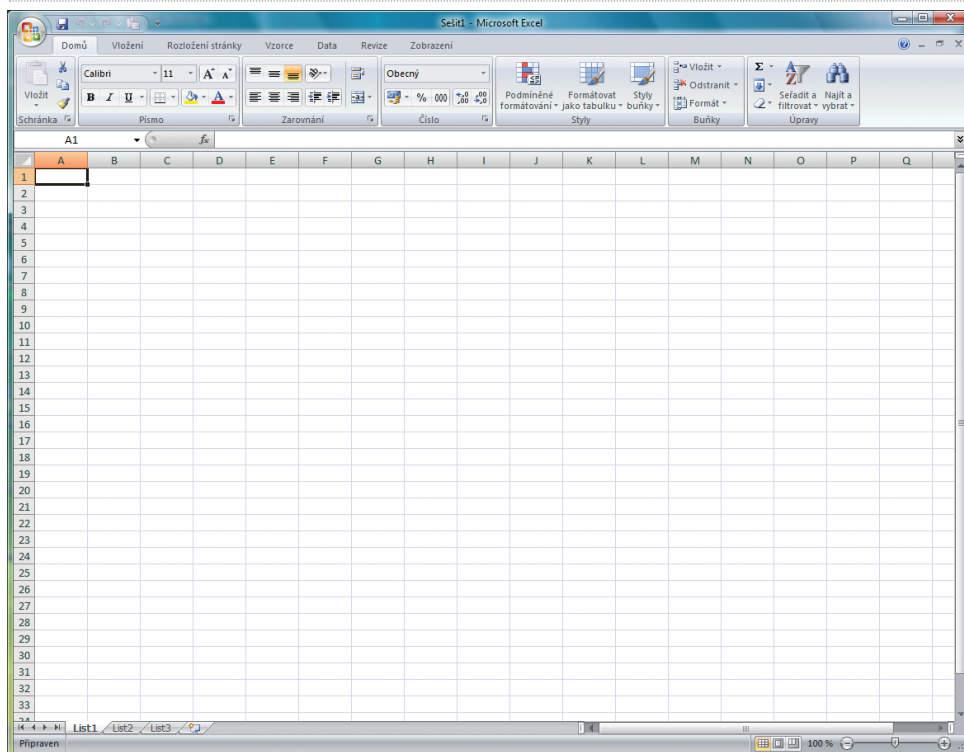 Sešit1 - Microsoft Excel
Domů Vložení Rozložení stránky Vzorce Data Revize Zobrazení
Calibri 11 Obecný
Vložit
B I U % 000
Podmíněné formátování
Formátovat jako tabulku
Styly buňky
Vložit
Odstranit
Formát
Σ
Seřadit a filtrovat
Najít a vybrat
Schránka Písmo Zarovnání Číslo Styly Buňky Úpravy
A1 fx
A B C D E F G H I J K L M N O P Q
1
2
3
4
5
6
7
8
9
10
11
12
13
14
15
16
17
18
19
20
21
22
23
24
25
26
27
28
29
30
31
32
33
34
List1 List2 List3
Připraven 100 %